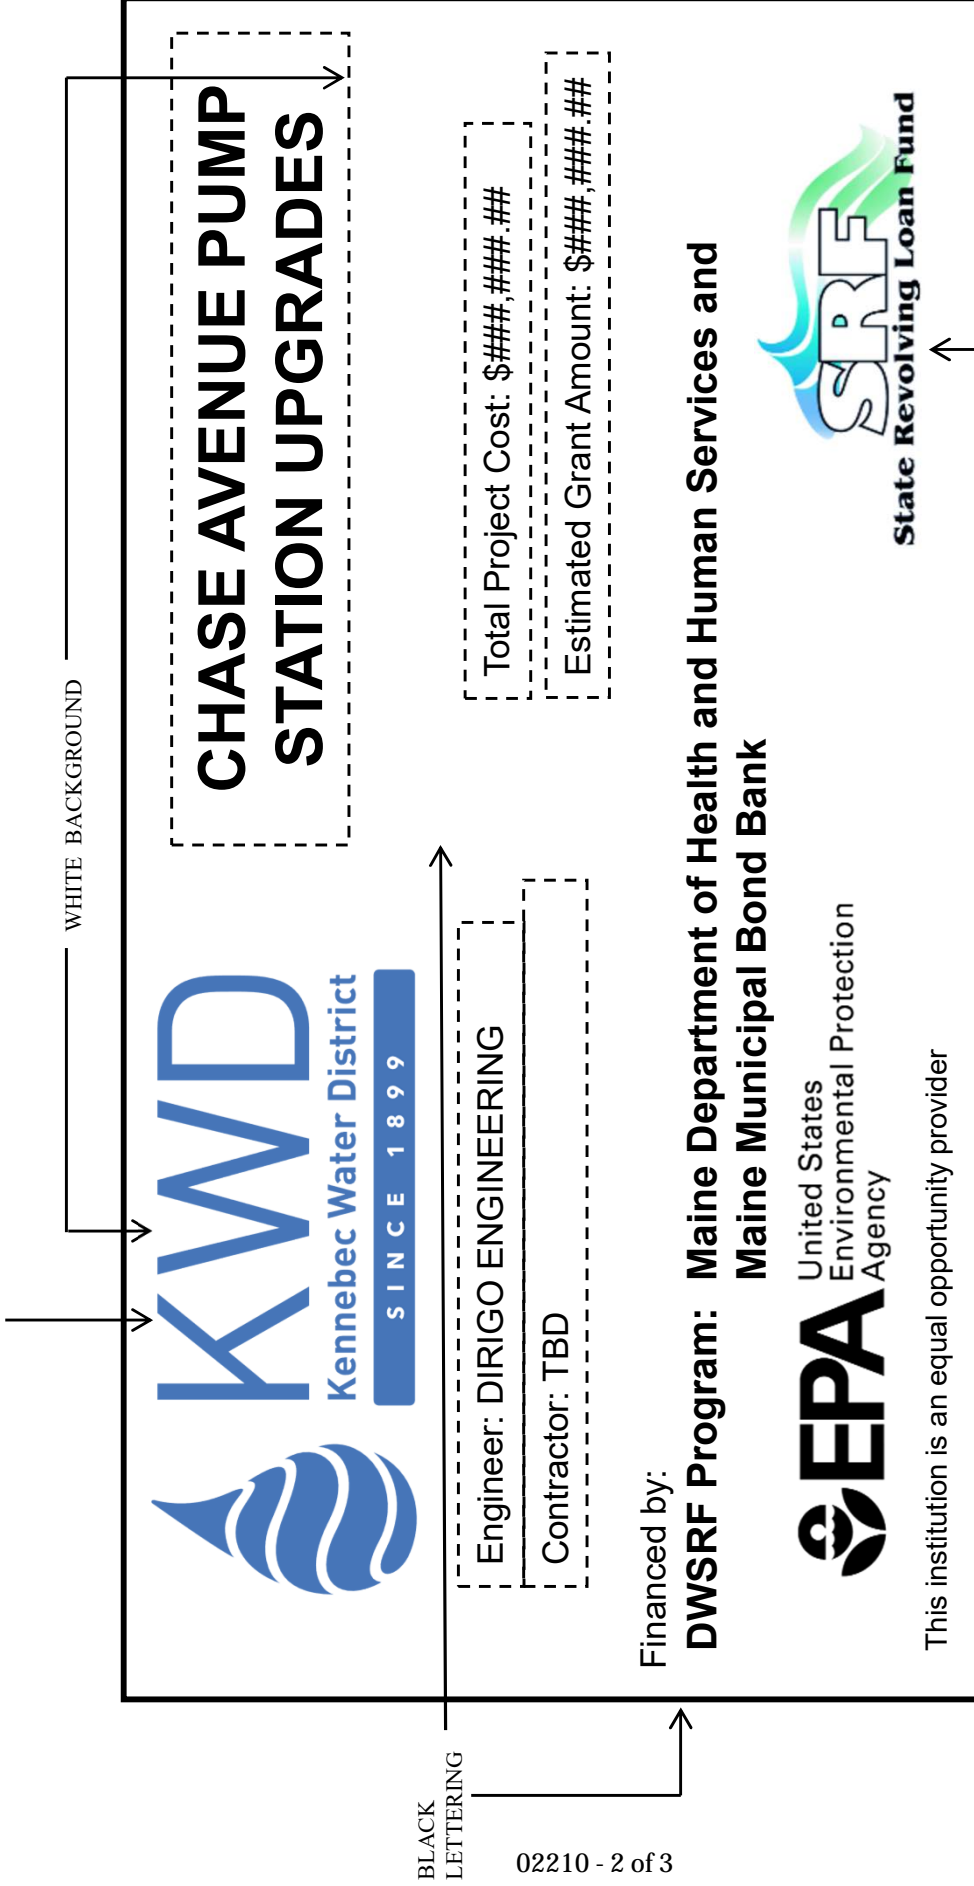 WHITE BACKGROUND
KWD
Kennebec Water District
SINCE 1899
CHASE AVENUE PUMP
STATION UPGRADES
BLACK
LETTERING
Engineer: DIRIGO ENGINEERING
Contractor: TBD
Total Project Cost: $###,###.##
Estimated Grant Amount: $###,###.##
Financed by:
DWSRF Program: Maine Department of Health and Human Services and
Maine Municipal Bond Bank
EPA
United States
Environmental Protection
Agency
SRF
State Revolving Loan Fund
This institution is an equal opportunity provider
02210 - 2 of 3